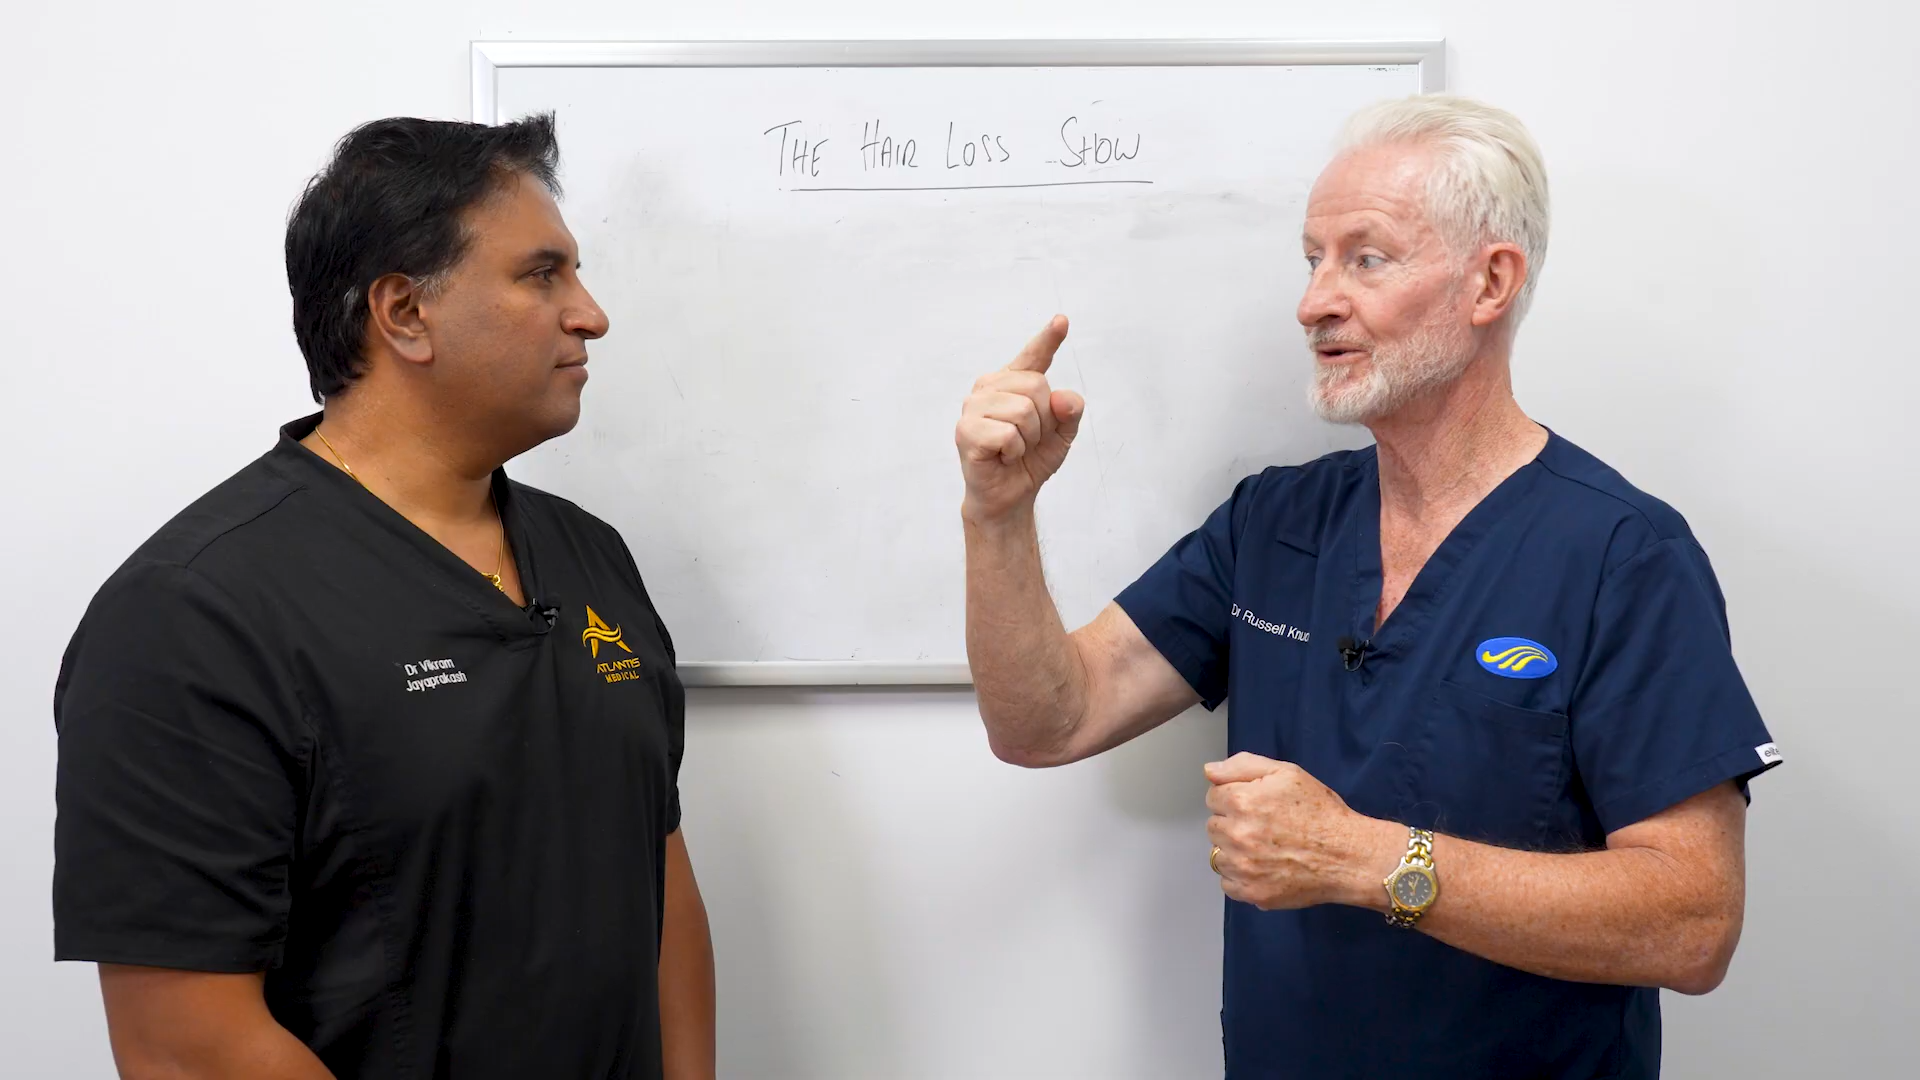 THE HAIR LOSS SHOW
Dr Vikram
Jayaprakash
ATLANTIS
MEDICAL
Dr Russell Knud